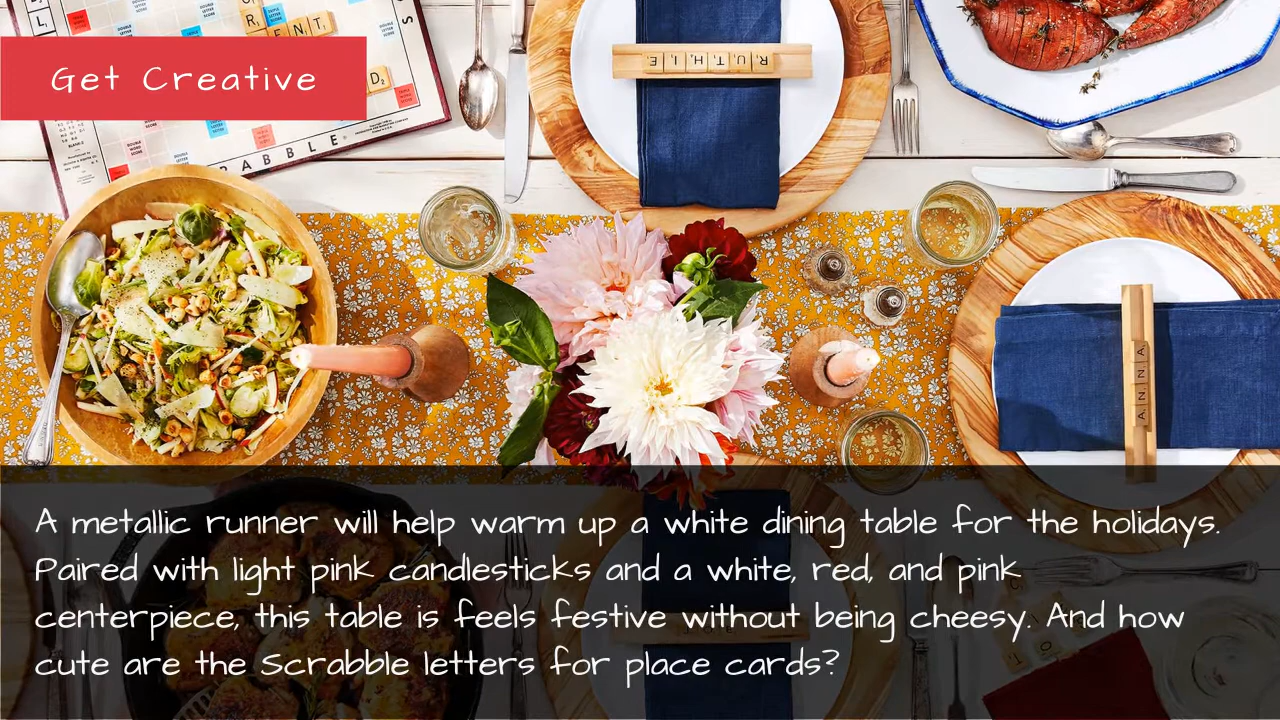 Get Creative
RUTHIE
ANNA
A metallic runner will help warm up a white dining table for the holidays.
Paired with light pink candlesticks and a white, red, and pink
centerpiece, this table is feels festive without being cheesy. And how
cute are the Scrabble letters for place cards?